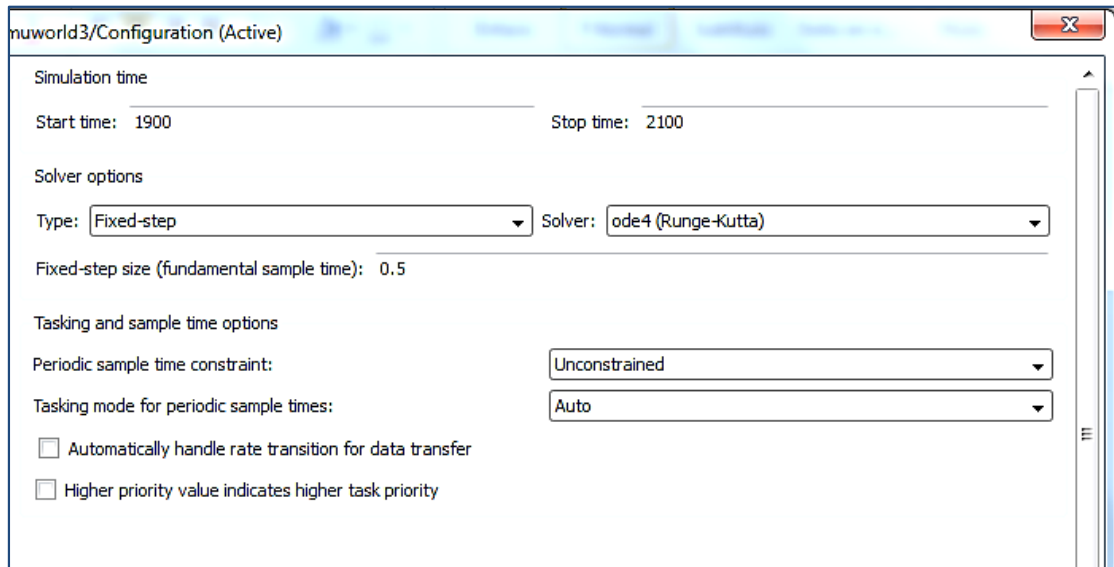 muworld3/Configuration (Active)
Simulation time
Start time: 1900 Stop time: 2100
Solver options
Type: Fixed-step Solver: ode4 (Runge-Kutta)
Fixed-step size (fundamental sample time): 0.5
Tasking and sample time options
Periodic sample time constraint: Unconstrained
Tasking mode for periodic sample times: Auto
Automatically handle rate transition for data transfer
Higher priority value indicates higher task priority